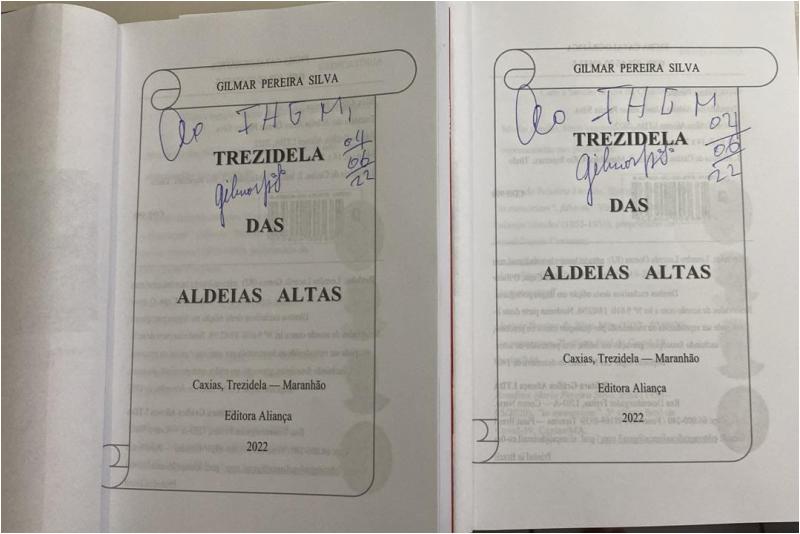 GILMAR PEREIRA SILVA
Ao IHGM,
04
TREZIDELA
06
22
DAS
ALDEIAS ALTAS
Caxias, Trezidela — Maranhão
Editora Aliança
2022
GILMAR PEREIRA SILVA
Ao IHGM
04
TREZIDELA
06
22
DAS
ALDEIAS ALTAS
Caxias, Trezidela — Maranhão
Editora Aliança
2022